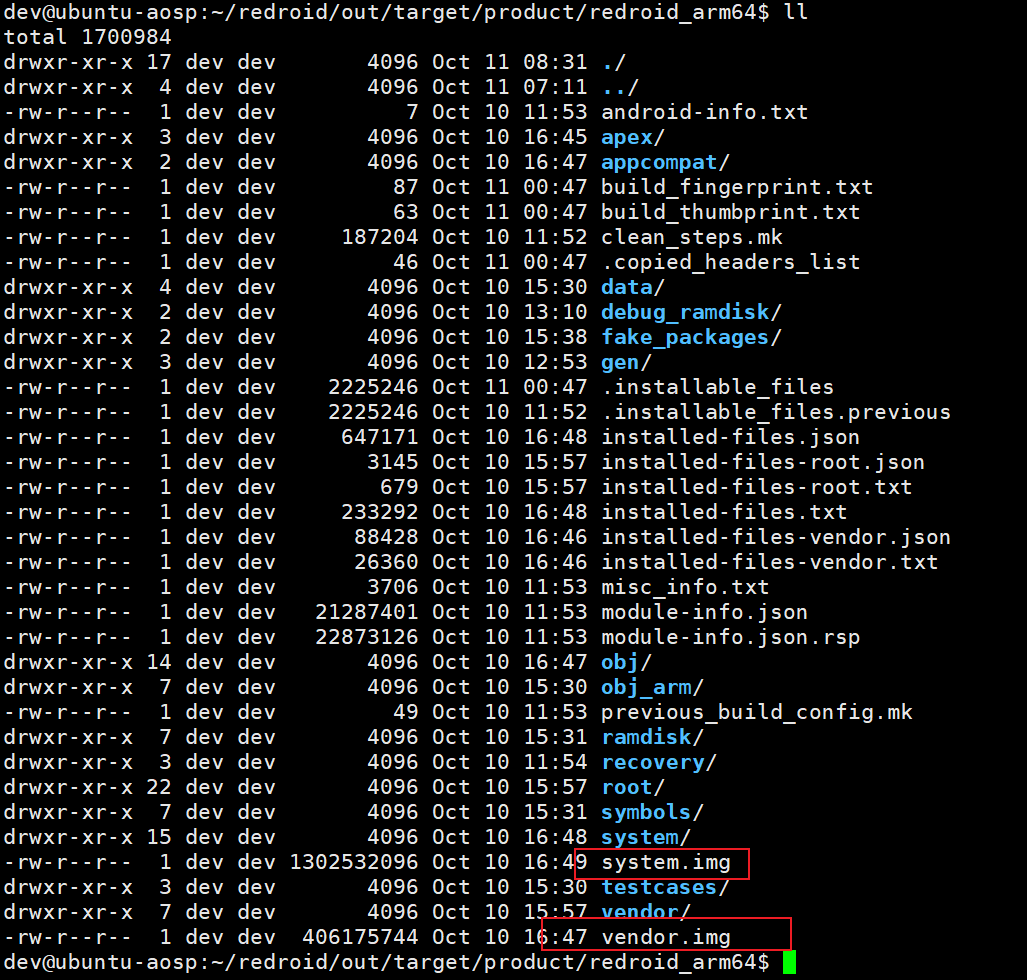 dev@ubuntu-aosp:~/redroid/out/target/product/redroid_arm64$ ll
total 1700984
drwxr-xr-x 17 dev dev       4096 Oct 11 08:31 ./
drwxr-xr-x  4 dev dev       4096 Oct 11 07:11 ../
-rw-r--r--  1 dev dev          7 Oct 10 11:53 android-info.txt
drwxr-xr-x  3 dev dev       4096 Oct 10 16:45 apex/
drwxr-xr-x  2 dev dev       4096 Oct 10 16:47 appcompat/
-rw-r--r--  1 dev dev         87 Oct 11 00:47 build_fingerprint.txt
-rw-r--r--  1 dev dev         63 Oct 11 00:47 build_thumbprint.txt
-rw-r--r--  1 dev dev     187204 Oct 10 11:52 clean_steps.mk
-rw-r--r--  1 dev dev         46 Oct 11 00:47 .copied_headers_list
drwxr-xr-x  4 dev dev       4096 Oct 10 15:30 data/
drwxr-xr-x  2 dev dev       4096 Oct 10 13:10 debug_ramdisk/
drwxr-xr-x  2 dev dev       4096 Oct 10 15:38 fake_packages/
drwxr-xr-x  3 dev dev       4096 Oct 10 12:53 gen/
-rw-r--r--  1 dev dev    2225246 Oct 11 00:47 .installable_files
-rw-r--r--  1 dev dev    2225246 Oct 10 11:52 .installable_files.previous
-rw-r--r--  1 dev dev     647171 Oct 10 16:48 installed-files.json
-rw-r--r--  1 dev dev       3145 Oct 10 15:57 installed-files-root.json
-rw-r--r--  1 dev dev        679 Oct 10 15:57 installed-files-root.txt
-rw-r--r--  1 dev dev     233292 Oct 10 16:48 installed-files.txt
-rw-r--r--  1 dev dev      88428 Oct 10 16:46 installed-files-vendor.json
-rw-r--r--  1 dev dev      26360 Oct 10 16:46 installed-files-vendor.txt
-rw-r--r--  1 dev dev       3706 Oct 10 11:53 misc_info.txt
-rw-r--r--  1 dev dev   21287401 Oct 10 11:53 module-info.json
-rw-r--r--  1 dev dev   22873126 Oct 10 11:53 module-info.json.rsp
drwxr-xr-x 14 dev dev       4096 Oct 10 16:47 obj/
drwxr-xr-x  7 dev dev       4096 Oct 10 15:30 obj_arm/
-rw-r--r--  1 dev dev         49 Oct 10 11:53 previous_build_config.mk
drwxr-xr-x  7 dev dev       4096 Oct 10 15:31 ramdisk/
drwxr-xr-x  3 dev dev       4096 Oct 10 11:54 recovery/
drwxr-xr-x 22 dev dev       4096 Oct 10 15:57 root/
drwxr-xr-x  7 dev dev       4096 Oct 10 15:31 symbols/
drwxr-xr-x 15 dev dev       4096 Oct 10 16:48 system/
-rw-r--r--  1 dev dev 1302532096 Oct 10 16:49 system.img
drwxr-xr-x  3 dev dev       4096 Oct 10 15:30 testcases/
drwxr-xr-x  7 dev dev       4096 Oct 10 15:57 vendor/
-rw-r--r--  1 dev dev  406175744 Oct 10 16:47 vendor.img
dev@ubuntu-aosp:~/redroid/out/target/product/redroid_arm64$